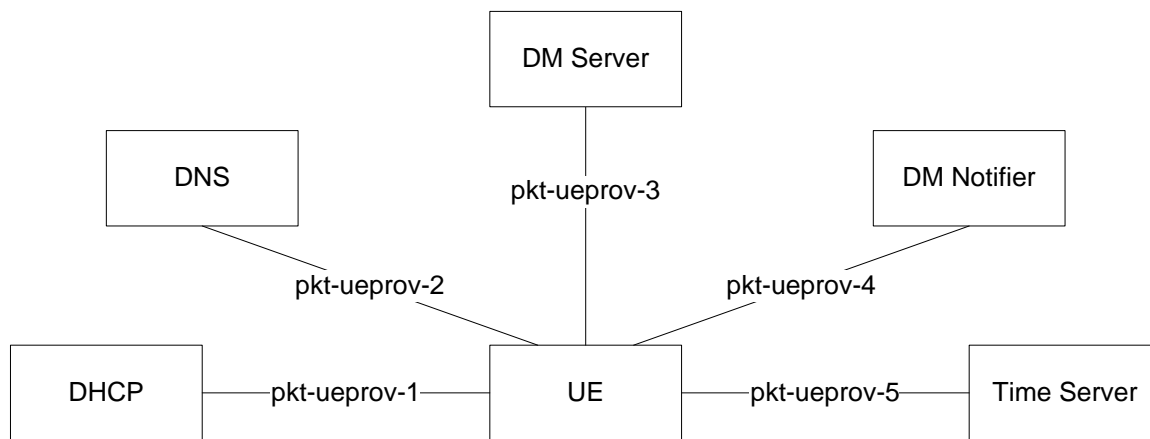 DM Server
DNS
DM Notifier
pkt-ueprov-3
pkt-ueprov-2
pkt-ueprov-4
DHCP
pkt-ueprov-1
UE
pkt-ueprov-5
Time Server